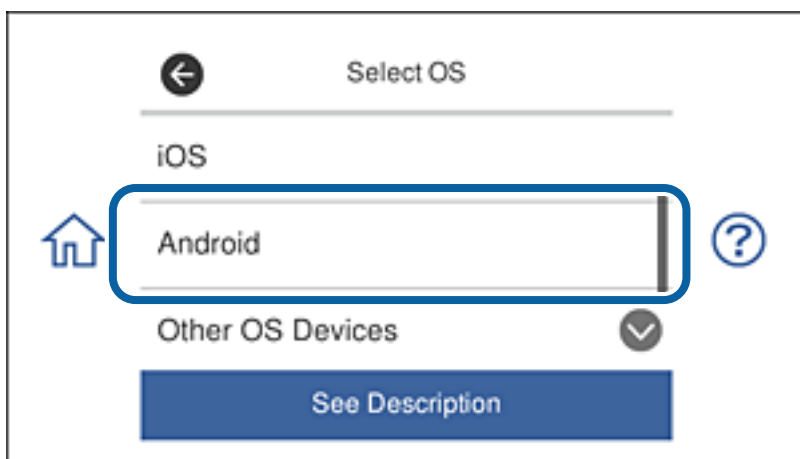 Select OS
iOS
Android
Other OS Devices
See Description